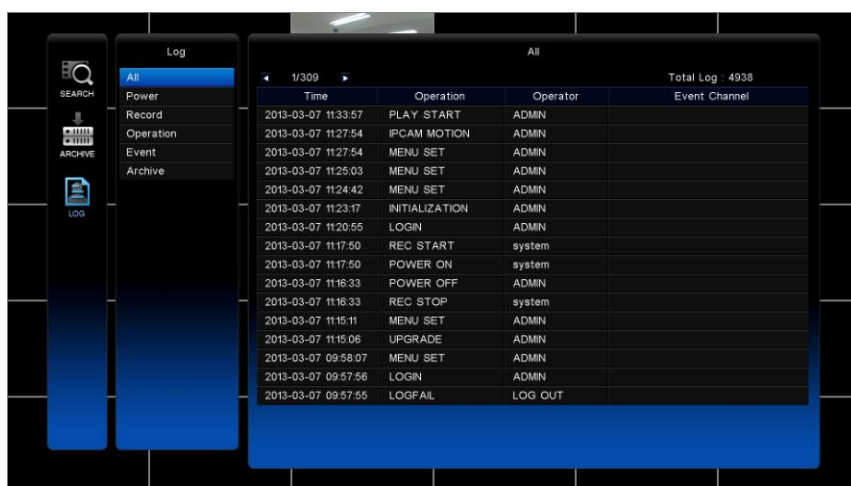 Log
All
SEARCH
ARCHIVE
LOG
All
Power
Record
Operation
Event
Archive
1/309
Total Log : 4938
Time Operation Operator Event Channel
2013-03-07 11:33:57 PLAY START ADMIN
2013-03-07 11:27:54 IPCAM MOTION ADMIN
2013-03-07 11:27:54 MENU SET ADMIN
2013-03-07 11:25:03 MENU SET ADMIN
2013-03-07 11:24:42 MENU SET ADMIN
2013-03-07 11:23:17 INITIALIZATION ADMIN
2013-03-07 11:20:55 LOGIN ADMIN
2013-03-07 11:17:50 REC START system
2013-03-07 11:17:50 POWER ON system
2013-03-07 11:16:33 POWER OFF ADMIN
2013-03-07 11:16:33 REC STOP system
2013-03-07 11:15:11 MENU SET ADMIN
2013-03-07 11:15:06 UPGRADE ADMIN
2013-03-07 09:58:07 MENU SET ADMIN
2013-03-07 09:57:56 LOGIN ADMIN
2013-03-07 09:57:55 LOGFAIL LOG OUT